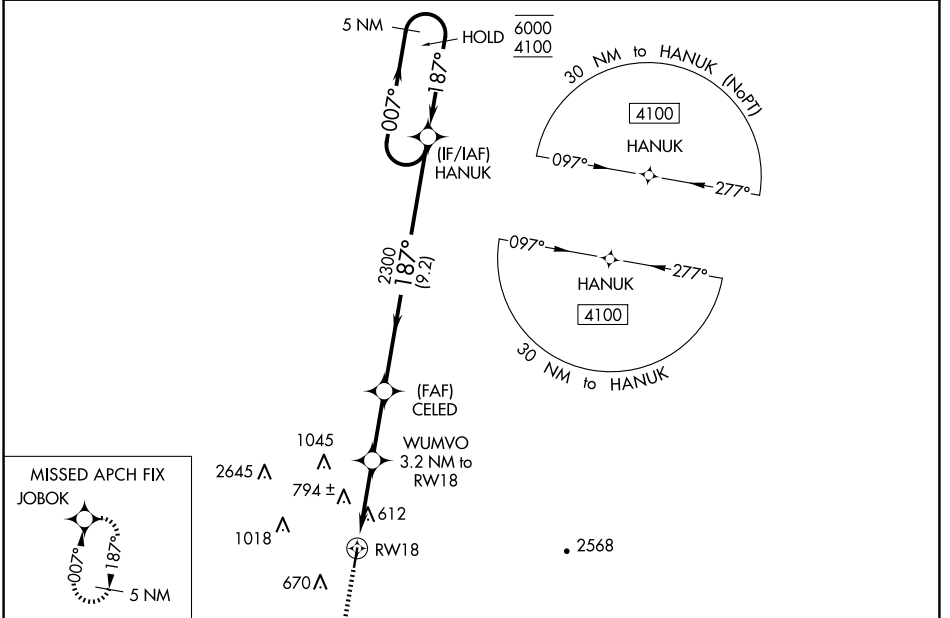 5 NM
HOLD
6000
4100
007°
187°
(IF/IAF)
HANUK
30 NM to HANUK (NoPT)
4100
HANUK
097°
277°
2300
187°
(9.2)
097°
277°
HANUK
4100
30 NM to HANUK
(FAF)
CELED
WUMVO
3.2 NM to
RW18
1045
2645
794 ±
612
1018
RW18
2568
670
MISSED APCH FIX
JOBOK
007°
187°
5 NM